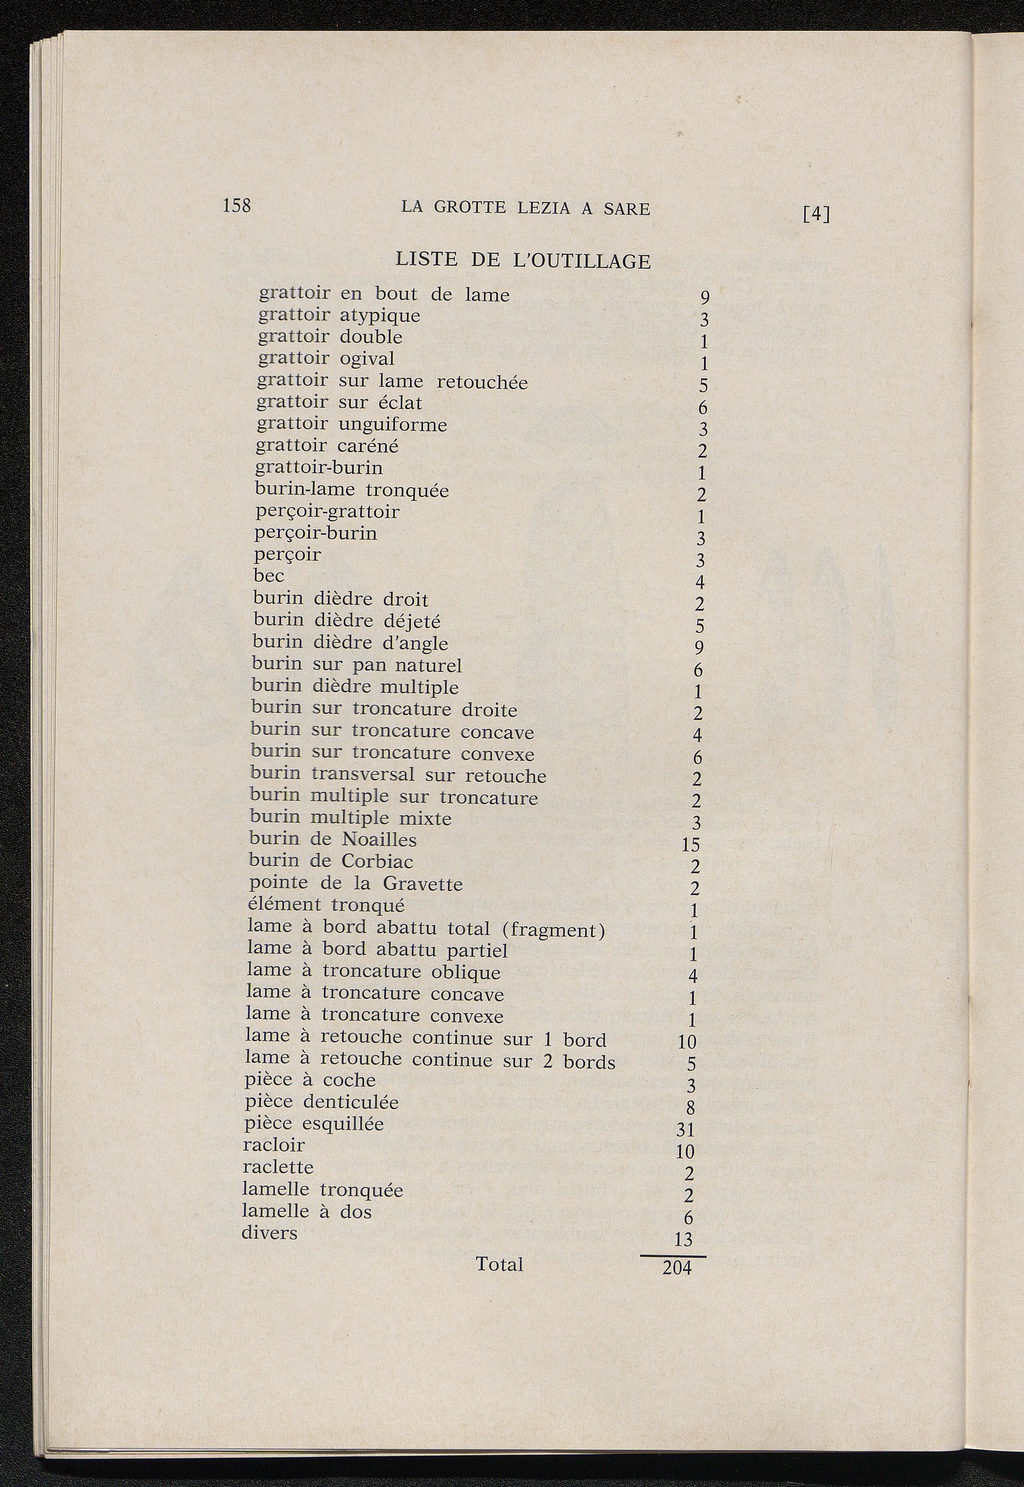 158 LA GROTTE LEZIA A SARE [4]
LISTE DE L'OUTILLAGE
grattoir en bout de lame 9
grattoir atypique 3
grattoir double 1
grattoir ogival 1
grattoir sur lame retouchée 5
grattoir sur éclat 6
grattoir unguiforme 3
grattoir caréné 2
grattoir-burin 1
burin-lame tronquée 2
perçoir-grattoir 1
perçoir-burin 3
perçoir 3
bec 4
burin dièdre droit 2
burin dièdre déjeté 5
burin dièdre d'angle 9
burin sur pan naturel 6
burin dièdre multiple 1
burin sur troncature droite 2
burin sur troncature concave 4
burin sur troncature convexe 6
burin transversal sur retouche 2
burin multiple sur troncature 2
burin multiple mixte 3
burin de Noailles 15
burin de Corbiac 2
pointe de la Gravette 2
élément tronqué 1
lame à bord abattu total (fragment) 1
lame à bord abattu partiel 1
lame à troncature oblique 4
lame à troncature concave 1
lame à troncature convexe 1
lame à retouche continue sur 1 bord 10
lame à retouche continue sur 2 bords 5
pièce à coche 3
pièce denticulée 8
pièce esquillée 31
racloir 10
raclette 2
lamelle tronquée 2
lamelle à dos 6
divers 13
Total 204